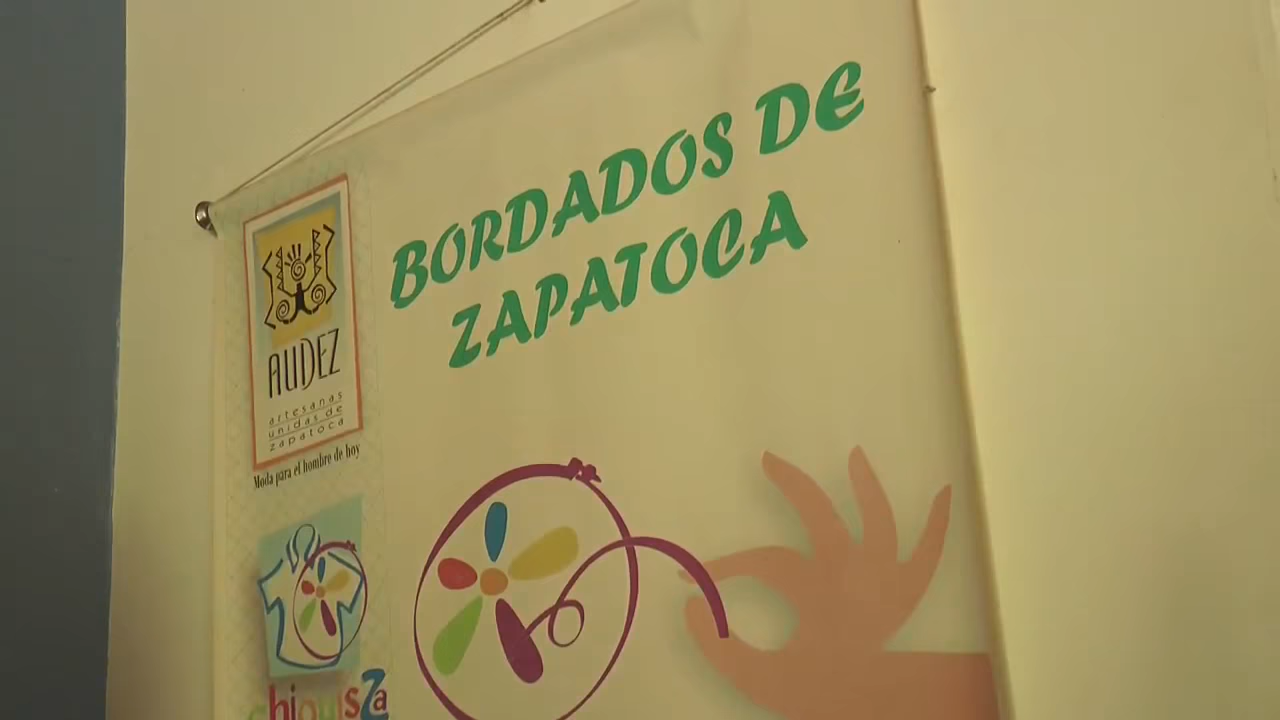 BORDADOS DE
ZAPATOCA
AUDEZ
artesanas
unidas de
zapatoca
Moda para el hombre de hoy